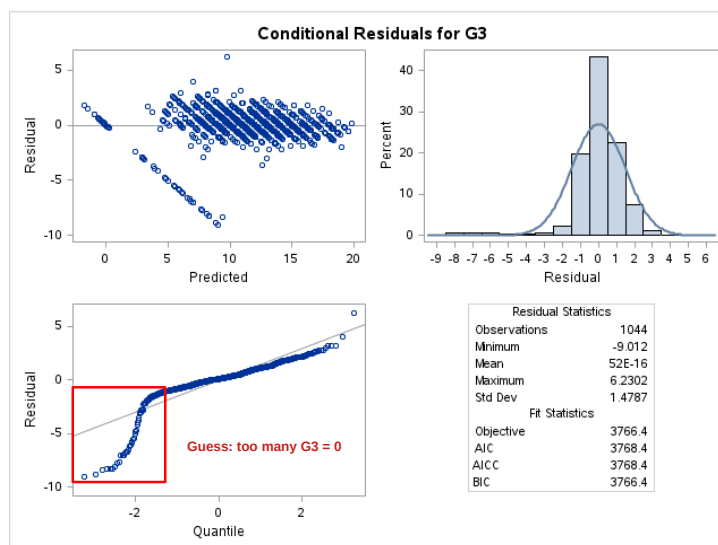 Conditional Residuals for G3
5
0
-5
-10
Residual
0
5
10
15
20
Predicted
40
30
20
10
0
Percent
-9 -8 -7 -6 -5 -4 -3 -2 -1 0 1 2 3 4 5 6
Residual
5
0
-5
-10
Residual
Guess: too many G3 = 0
-2
0
2
Quantile
Residual Statistics
Observations 1044
Minimum -9.012
Mean 52E-16
Maximum 6.2302
Std Dev 1.4787
Fit Statistics
Objective 3766.4
AIC 3768.4
AICC 3768.4
BIC 3766.4